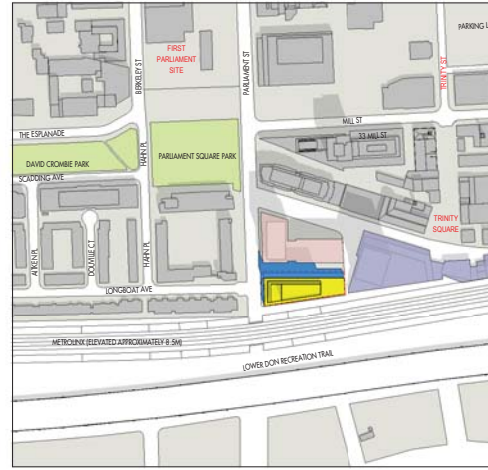 PARKING L
FIRST
PARLIAMENT
SITE
BERKELEY ST
PARLIAMENT ST
TRINITY ST
MILL ST
33 MILL ST
THE ESPLANADE
HAHN PL
DAVID CROMBIE PARK
PARLIAMENT SQUARE PARK
SCADDING AVE
TRINITY
SQUARE
AITKEN PL
DOUVILLE CT
HAHN PL
LONGBOAT AVE
METROLINX (ELEVATED APPROXIMATELY 8.5M)
LOWER DON RECREATION TRAIL